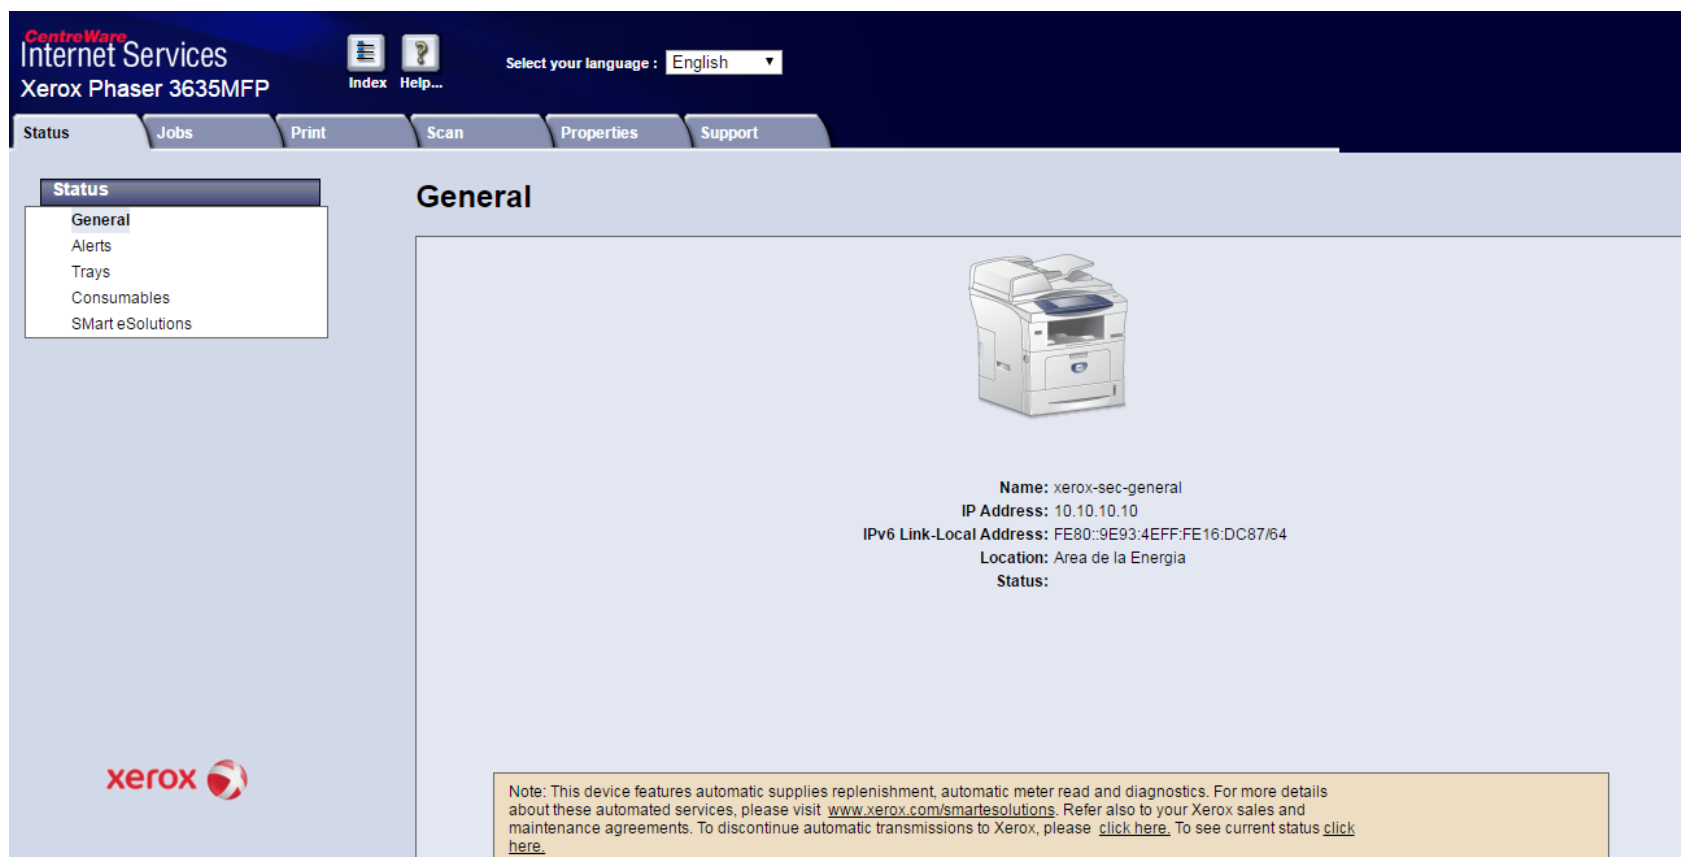 CentreWare
Internet Services
Xerox Phaser 3635MFP
Index Help...
Select your language : English
Status Jobs Print Scan Properties Support
Status
General
Alerts
Trays
Consumables
SMart eSolutions
General
Name: xerox-sec-general
IP Address: 10.10.10.10
IPv6 Link-Local Address: FE80::9E93:4EFF:FE16:DC87/64
Location: Area de la Energia
Status:
xerox
Note: This device features automatic supplies replenishment, automatic meter read and diagnostics. For more details
about these automated services, please visit www.xerox.com/smartesolutions. Refer also to your Xerox sales and
maintenance agreements. To discontinue automatic transmissions to Xerox, please click here. To see current status click
here.